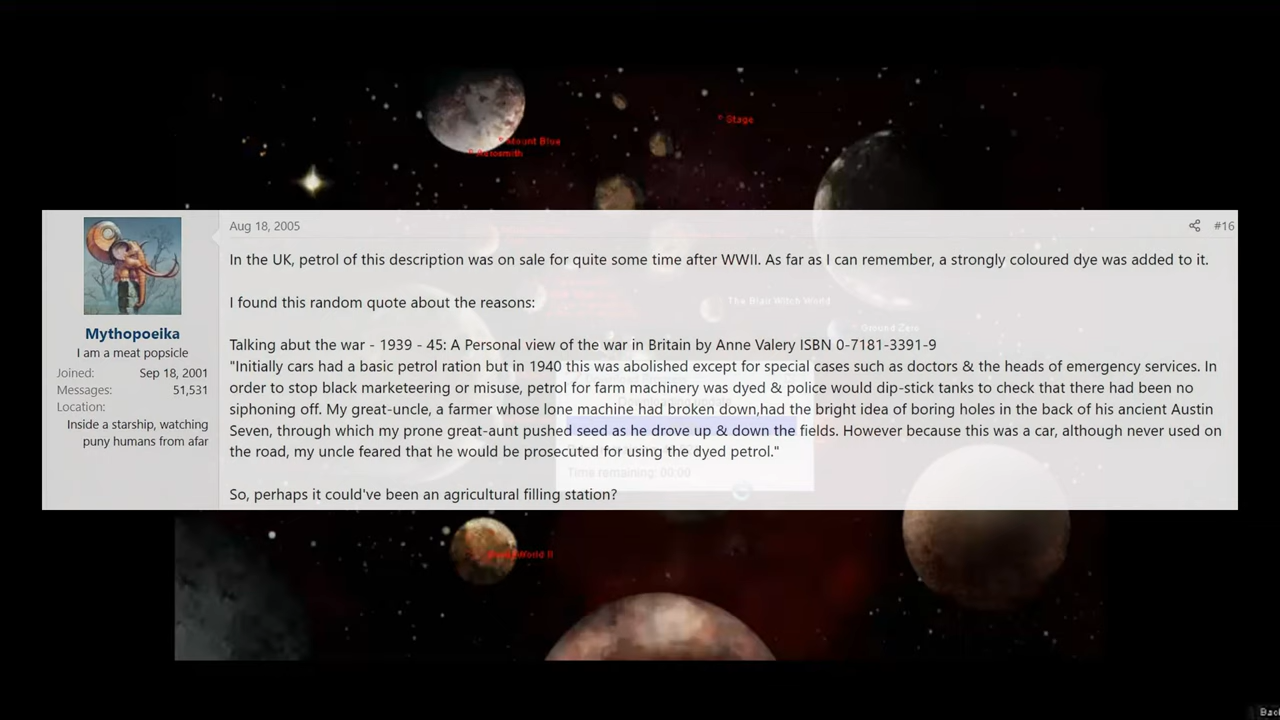 Stage
Mount Blue
Aerosmith
Aug 18, 2005
#16
In the UK, petrol of this description was on sale for quite some time after WWII. As far as I can remember, a strongly coloured dye was added to it.
I found this random quote about the reasons:
Mythopoeika
I am a meat popsicle
Joined: Sep 18, 2001
Messages: 51,531
Location:
Inside a starship, watching
puny humans from afar
The Blair Witch World
Ground Zero
Talking abut the war - 1939 - 45: A Personal view of the war in Britain by Anne Valery ISBN 0-7181-3391-9
"Initially cars had a basic petrol ration but in 1940 this was abolished except for special cases such as doctors & the heads of emergency services. In
order to stop black marketeering or misuse, petrol for farm machinery was dyed & police would dip-stick tanks to check that there had been no
siphoning off. My great-uncle, a farmer whose lone machine had broken down,had the bright idea of boring holes in the back of his ancient Austin
Seven, through which my prone great-aunt pushed seed as he drove up & down the fields. However because this was a car, although never used on
the road, my uncle feared that he would be prosecuted for using the dyed petrol."
Time remaining: 00:00
So, perhaps it could've been an agricultural filling station?
World II
Bac